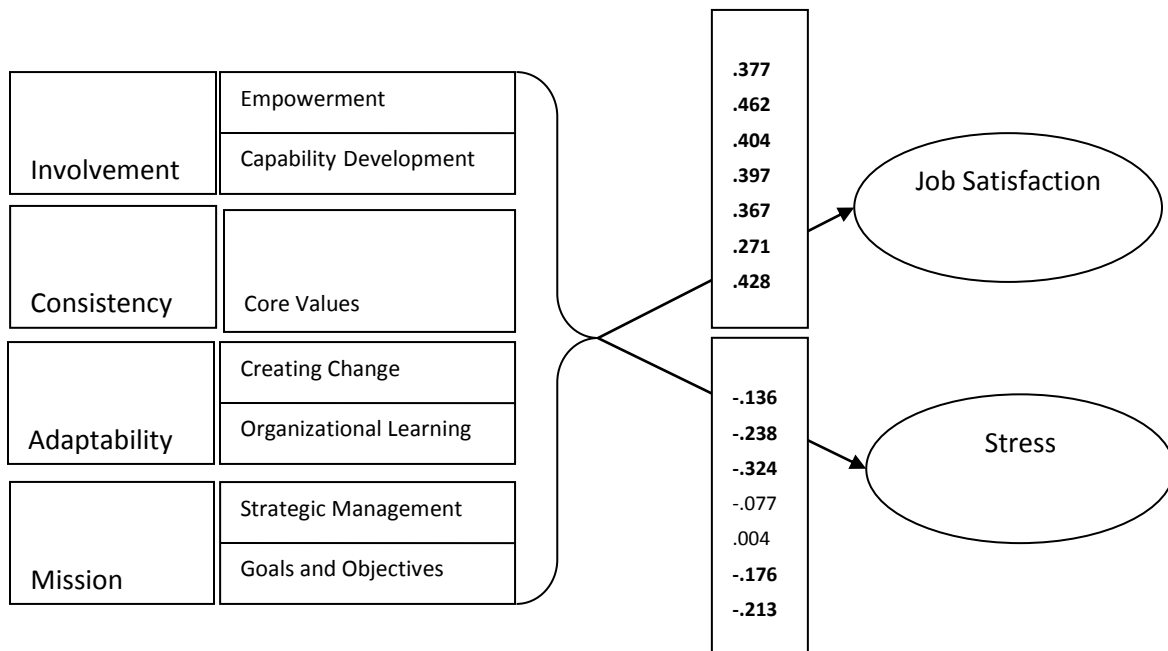 Involvement
Empowerment
Capability Development
Consistency
Core Values
Adaptability
Creating Change
Organizational Learning
Mission
Strategic Management
Goals and Objectives
.377
.462
.404
.397
.367
.271
.428
-.136
-.238
-.324
-.077
.004
-.176
-.213
Job Satisfaction
Stress